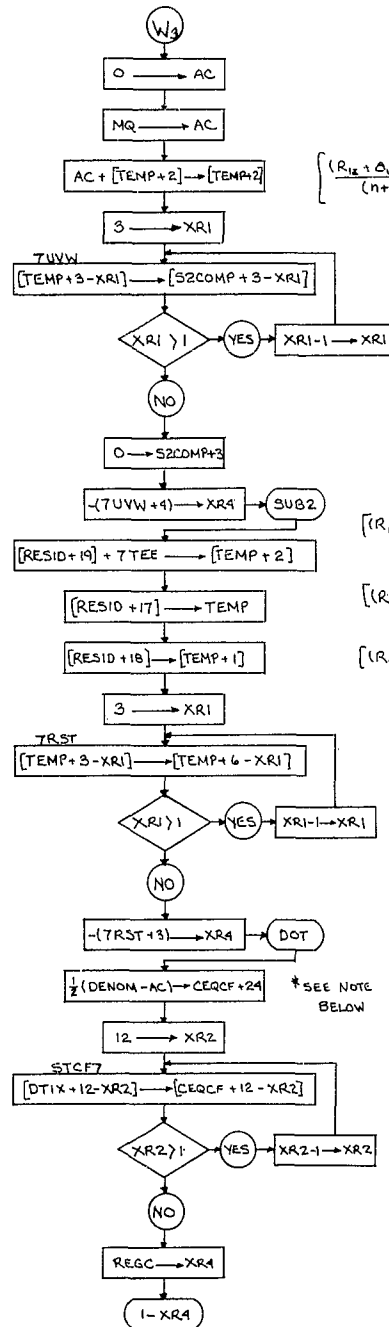 W3
0 → AC
MQ → AC
AC + [TEMP+2] → [TEMP+2]
3 → XR1
7UVW
[TEMP+3-XR1] → [S2COMP+3-XR1]
XR1 > 1
YES
XR1-1 → XR1
NO
0 → S2COMP+3
-(7UVW+4) → XR4
SUB2
[RESID+19] + 7TEE → [TEMP+2]
[RESID+17] → TEMP
[RESID+18] → [TEMP+1]
3 → XR1
7RST
[TEMP+3-XR1] → [TEMP+6-XR1]
XR1 > 1
YES
XR1-1 → XR1
NO
-(7RST+3) → XR4
DOT
½(DENOM-AC) → CEQCF+24
* SEE NOTE
BELOW
12 → XR2
STCF7
[DT1X+12-XR2] → [CEQCF+12-XR2]
XR2 > 1
YES
XR2-1 → XR2
NO
REGC → XR4
1-XR4